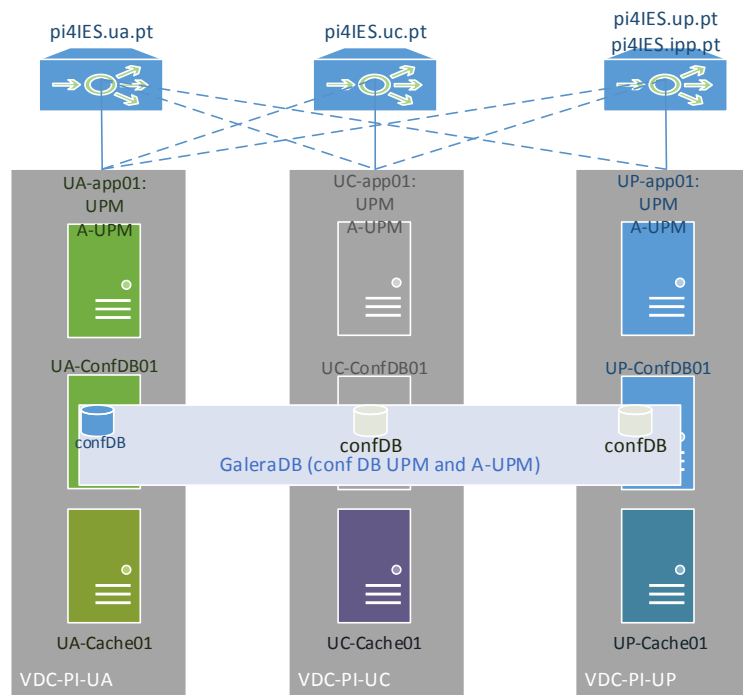 pi4IES.ua.pt
pi4IES.uc.pt
pi4IES.up.pt
pi4IES.ipp.pt
UA-app01:
UPM
A-UPM
UC-app01:
UPM
A-UPM
UP-app01:
UPM
A-UPM
UA-ConfDB01
UC-ConfDB01
UP-ConfDB01
confDB
confDB
confDB
GaleraDB (conf DB UPM and A-UPM)
UA-Cache01
UC-Cache01
UP-Cache01
VDC-PI-UA
VDC-PI-UC
VDC-PI-UP